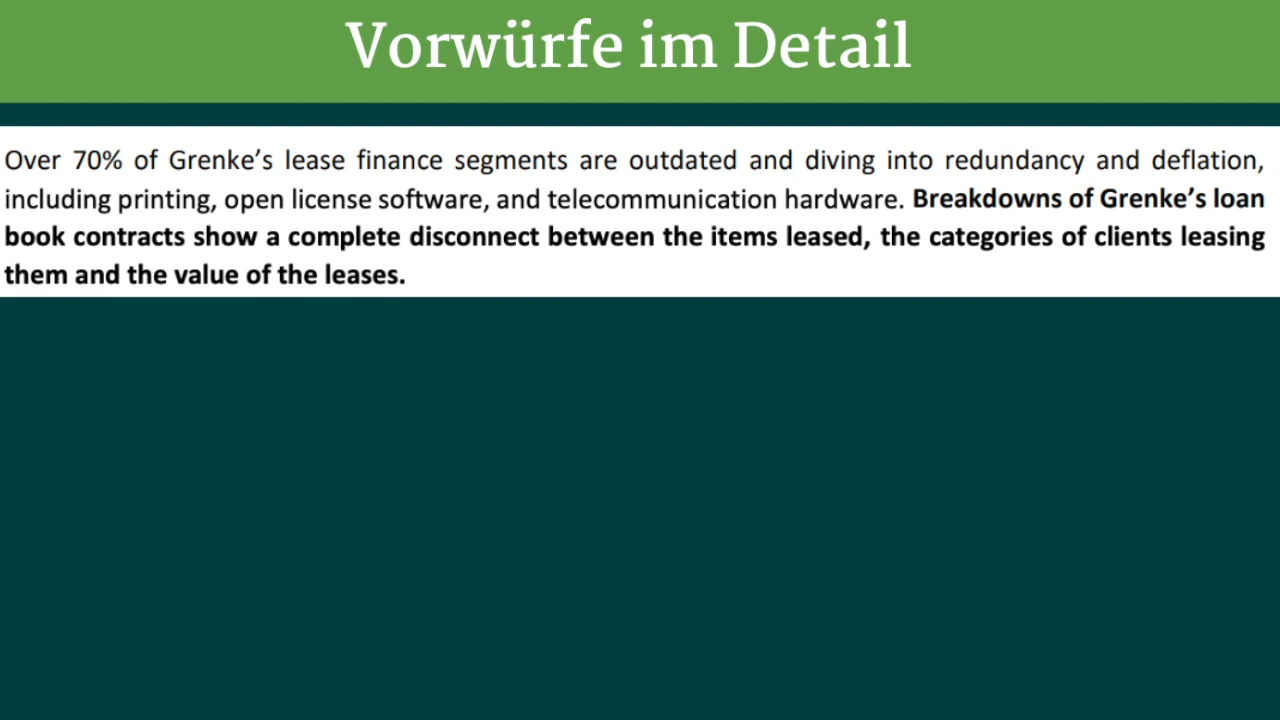 Vorwürfe im Detail
Over 70% of Grenke’s lease finance segments are outdated and diving into redundancy and deflation,
including printing, open license software, and telecommunication hardware. Breakdowns of Grenke’s loan
book contracts show a complete disconnect between the items leased, the categories of clients leasing
them and the value of the leases.